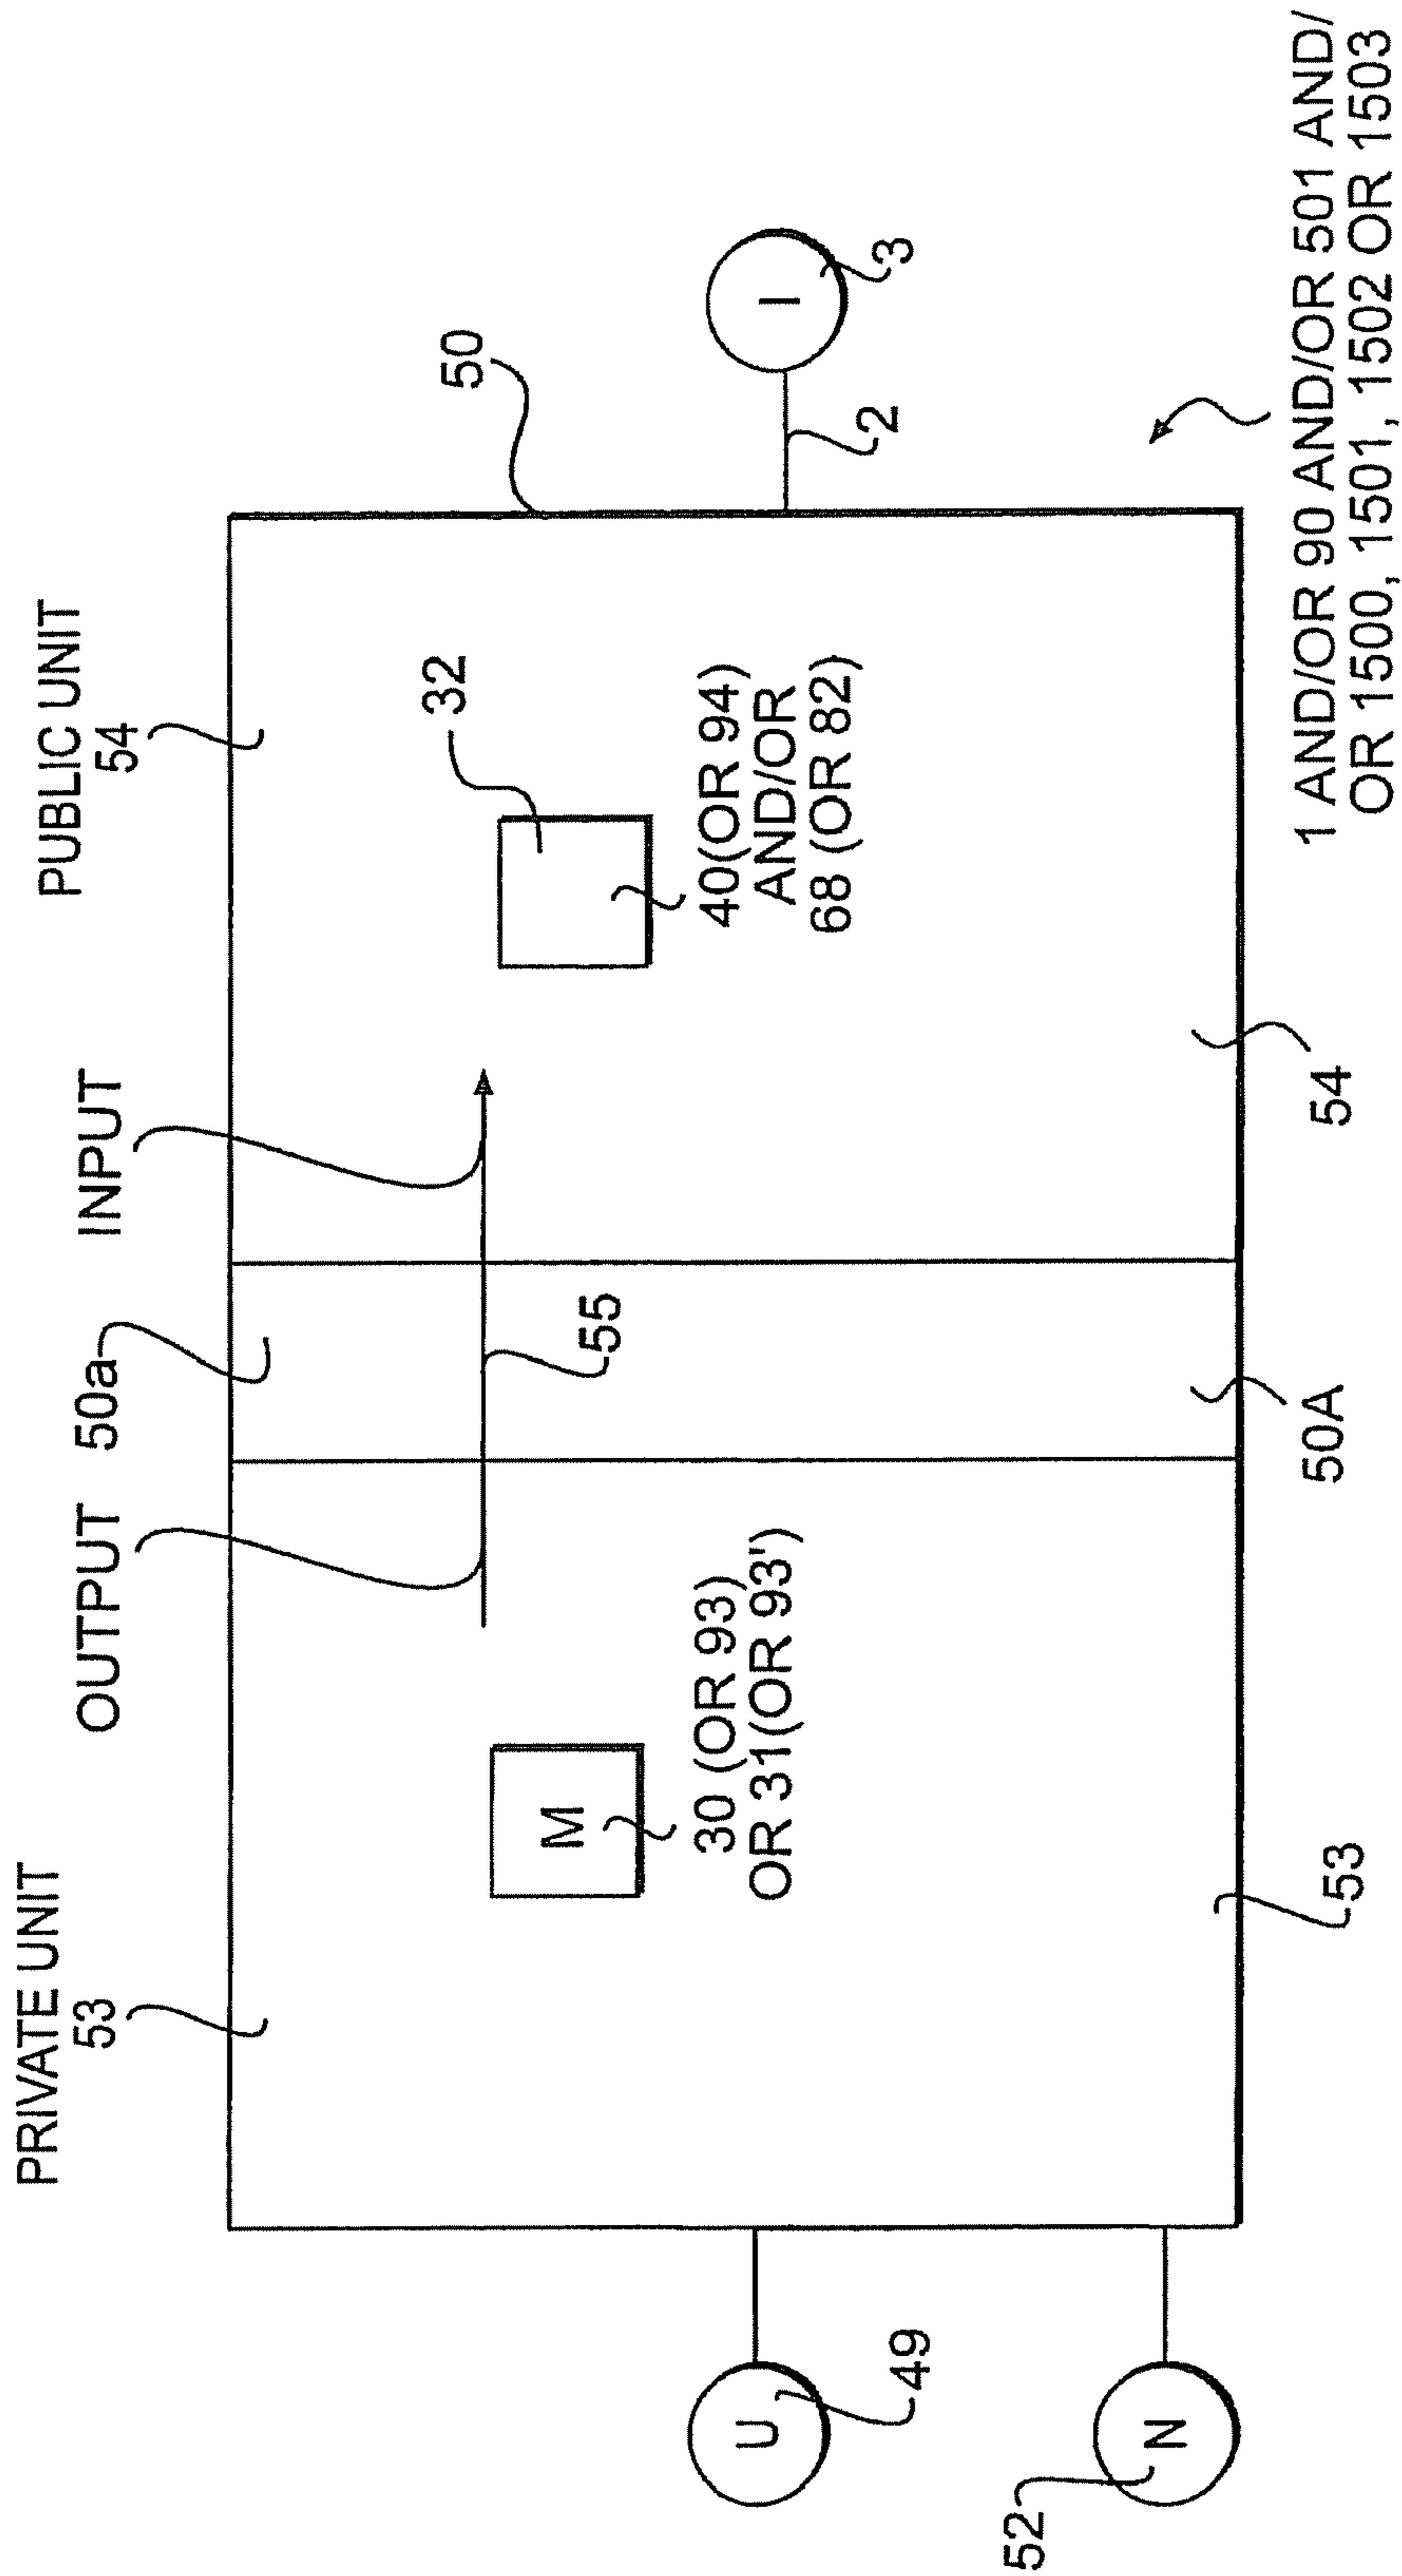 PRIVATE UNIT
53
OUTPUT
50a
INPUT
PUBLIC UNIT
54
50
32
M
30 (OR 93)
OR 31(OR 93')
55
40(OR 94)
AND/OR
68 (OR 82)
U
49
2
I
3
52
N
53
50A
54
1 AND/OR 90 AND/OR 501 AND/
OR 1500, 1501, 1502 OR 1503